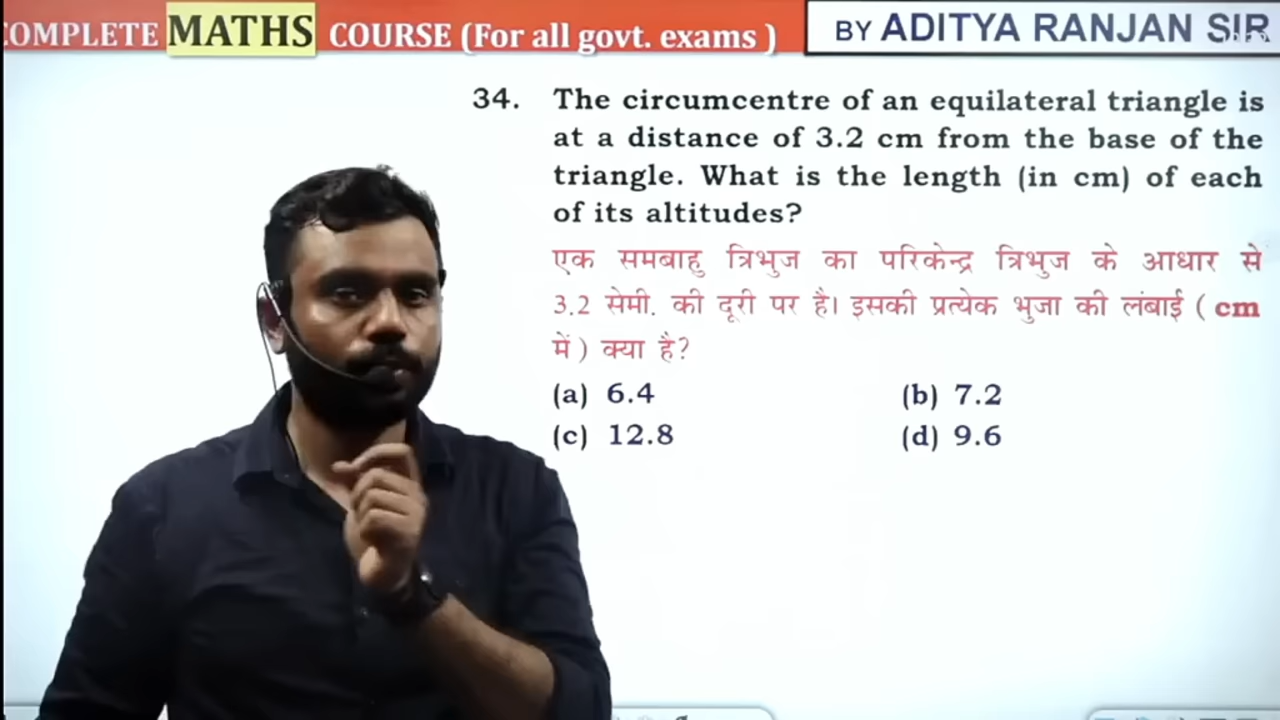 COMPLETE MATHS COURSE (For all govt. exams )
BY ADITYA RANJAN SIR
34. The circumcentre of an equilateral triangle is
at a distance of 3.2 cm from the base of the
triangle. What is the length (in cm) of each
of its altitudes?
एक समबाहु त्रिभुज का परिकेन्द्र त्रिभुज के आधार से
3.2 सेमी. की दूरी पर है। इसकी प्रत्येक भुजा की लंबाई ( cm
में ) क्या है?
(a) 6.4 (b) 7.2
(c) 12.8 (d) 9.6